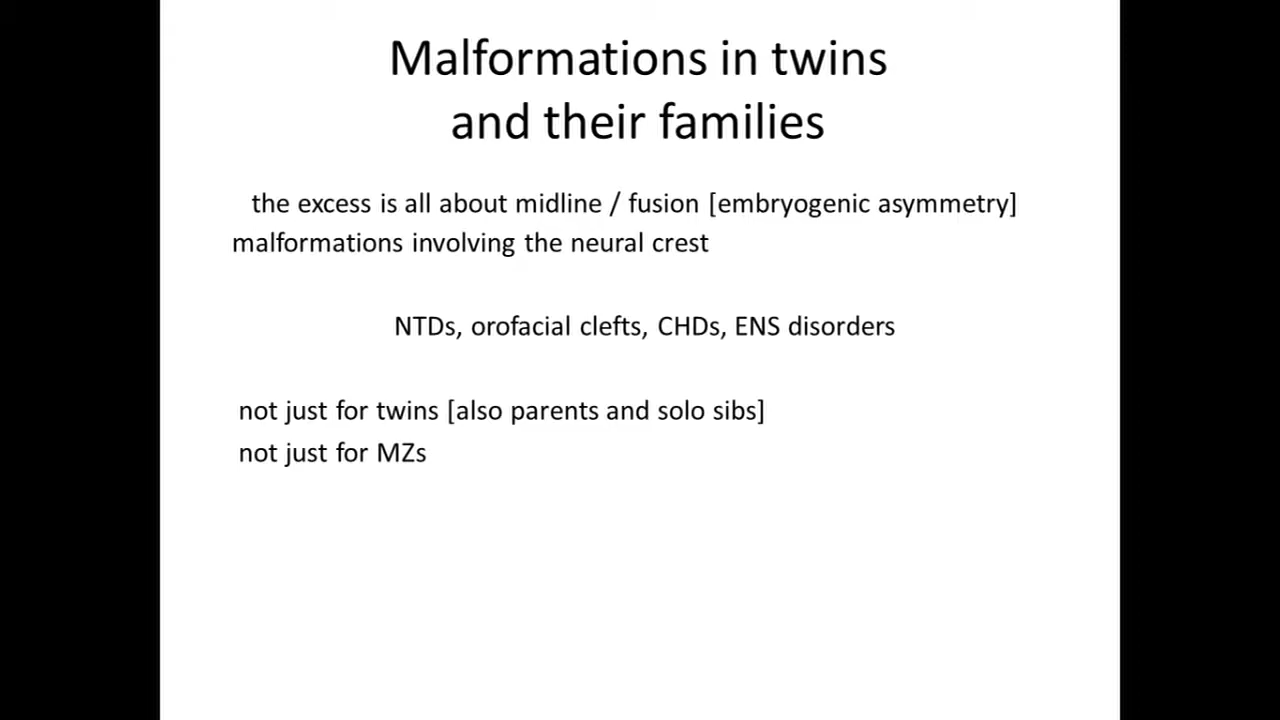 Malformations in twins
and their families
the excess is all about midline / fusion [embryogenic asymmetry]
malformations involving the neural crest
NTDs, orofacial clefts, CHDs, ENS disorders
not just for twins [also parents and solo sibs]
not just for MZs